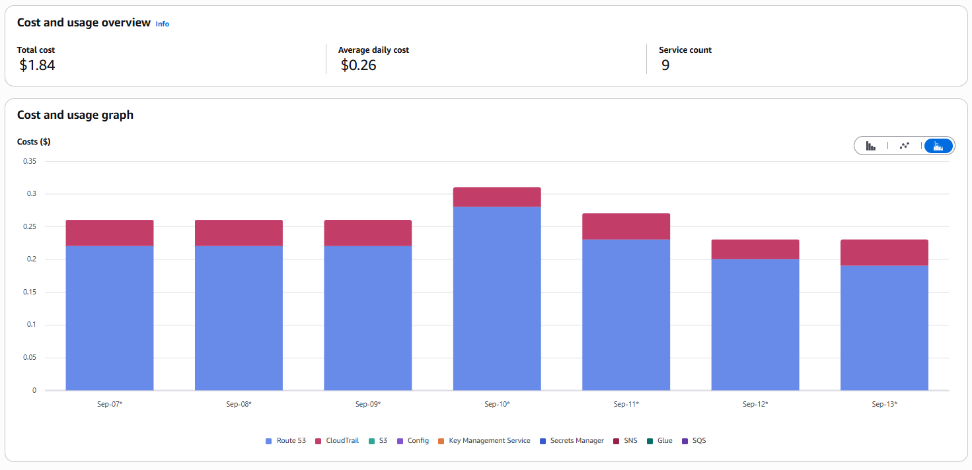 Cost and usage overview Info
Total cost
$1.84
Average daily cost
$0.26
Service count
9
Cost and usage graph
Costs ($)
0.35
0.3
0.25
0.2
0.15
0.1
0.05
0
Sep-07* Sep-08* Sep-09* Sep-10* Sep-11* Sep-12* Sep-13*
Route 53 CloudTrail S3 Config Key Management Service Secrets Manager SNS Glue SQS